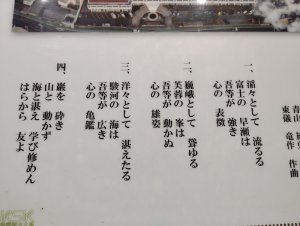 東儀 竜作 作曲
一、滔々として 流るる
富士の 早瀬は
吾等が 強き
心の 表徴
二、巍峨として 聳ゆる
芙蓉の 峯は
吾等が 動かぬ
心の 雄姿
三、洋々として 湛えたる
駿河の 海は
吾等が 広き
心の 亀鑑
四、巌を 砕き
山と 動かず
海と湛え 学び修めん
はらから 友よ